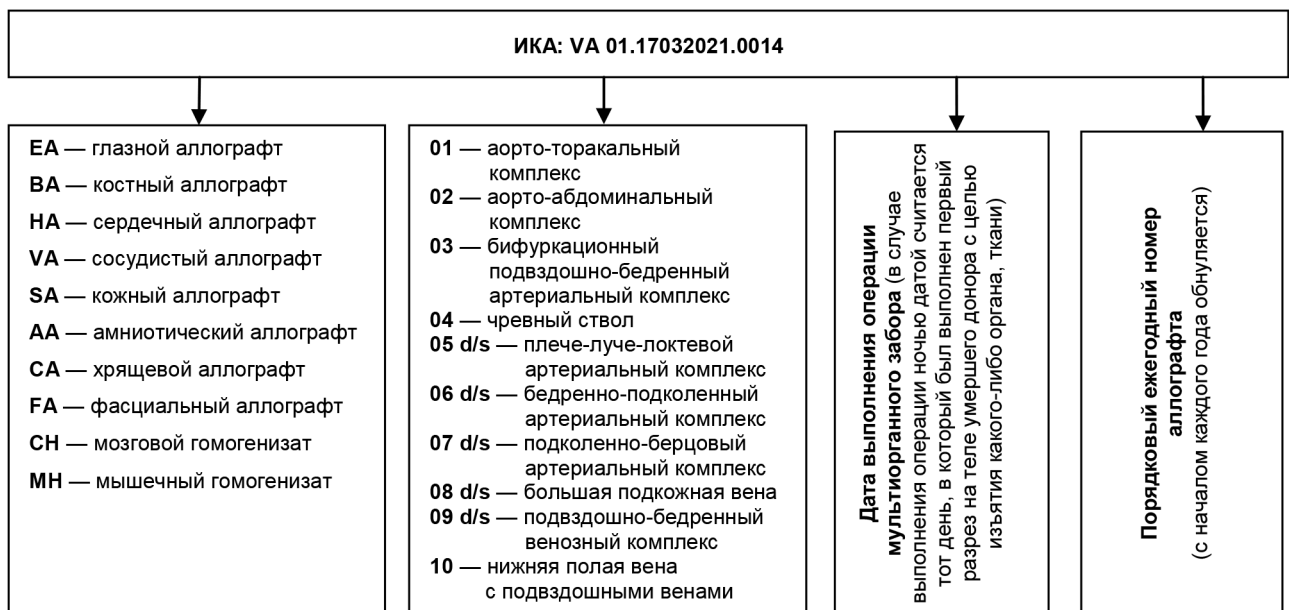 ИКА: VA 01.17032021.0014
EA — глазной аллографт
BA — костный аллографт
HA — сердечный аллографт
VA — сосудистый аллографт
SA — кожный аллографт
AA — амниотический аллографт
CA — хрящевой аллографт
FA — фасциальный аллографт
CH — мозговой гомогенизат
MH — мышечный гомогенизат
01 — аорто-торакальный
комплекс
02 — аорто-абдоминальный
комплекс
03 — бифуркационный
подвздошно-бедренный
артериальный комплекс
04 — чревный ствол
05 d/s — плече-луче-локтевой
артериальный комплекс
06 d/s — бедренно-подколенный
артериальный комплекс
07 d/s — подколенно-берцовый
артериальный комплекс
08 d/s — большая подкожная вена
09 d/s — подвздошно-бедренный
венозный комплекс
10 — нижняя полая вена
с подвздошными венами
Дата выполнения операции
мультиорганного забора (в случае
выполнения операции ночью датой считается
тот день, в который был выполнен первый
разрез на теле умершего донора с целью
изъятия какого-либо органа, ткани)
Порядковый ежегодный номер
аллографта
(с началом каждого года обнуляется)